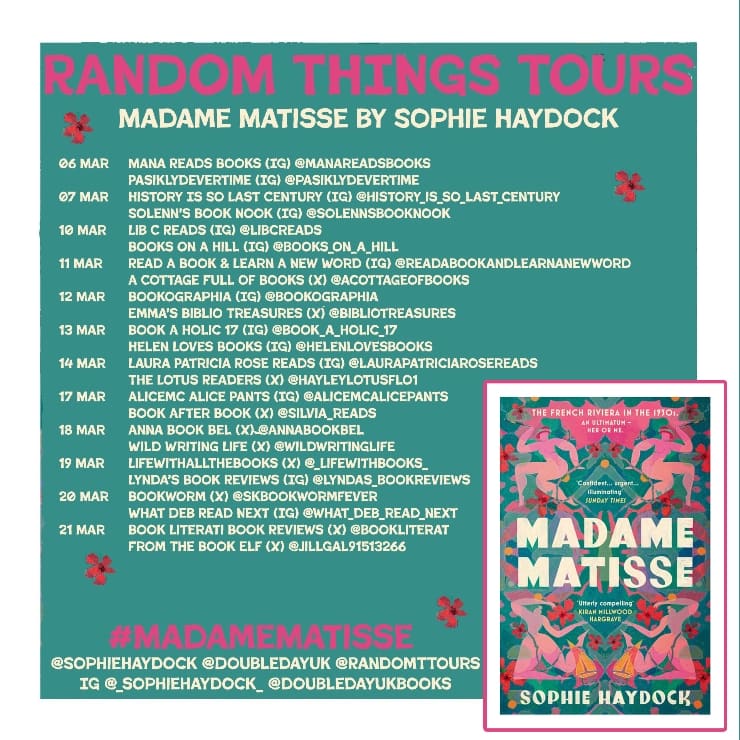 RANDOM THINGS TOURS
MADAME MATISSE BY SOPHIE HAYDOCK
06 MAR MANA READS BOOKS (IG) @MANAREADSBOOKS
PASIKLYDEVERTIME (IG) @PASIKLYDEVERTIME
07 MAR HISTORY IS SO LAST CENTURY (IG) @HISTORY_IS_SO_LAST_CENTURY
SOLENN'S BOOK NOOK (IG) @SOLENNSBOOKNOOK
10 MAR LIB C READS (IG) @LIBCREADS
BOOKS ON A HILL (IG) @BOOKS_ON_A_HILL
11 MAR READ A BOOK & LEARN A NEW WORD (IG) @READABOOKANDLEARNANEWWORD
A COTTAGE FULL OF BOOKS (X) @ACOTTAGEOFBOOKS
12 MAR BOOKOGRAPHIA (IG) @BOOKOGRAPHIA
EMMA'S BIBLIO TREASURES (X) @BIBLIOTREASURES
13 MAR BOOK A HOLIC 17 (IG) @BOOK_A_HOLIC_17
HELEN LOVES BOOKS (IG) @HELENLOVESBOOKS
14 MAR LAURA PATRICIA ROSE READS (IG) @LAURAPATRICIAROSEREADS
THE LOTUS READERS (X) @HAYLEYLOTUSFLO1
17 MAR ALICEMC ALICE PANTS (IG) @ALICEMCALICEPANTS
BOOK AFTER BOOK (X) @SILVIA_READS
18 MAR ANNA BOOK BEL (X) @ANNABOOKBEL
WILD WRITING LIFE (X) @WILDWRITINGLIFE
19 MAR LIFEWITHALLTHEBOOKS (X) @_LIFEWITHBOOKS_
LYNDA'S BOOK REVIEWS (IG) @LYNDAS_BOOKREVIEWS
20 MAR BOOKWORM (X) @SKBOOKWORMFEVER
WHAT DEB READ NEXT (IG) @WHAT_DEB_READ_NEXT
21 MAR BOOK LITERATI BOOK REVIEWS (X) @BOOKLITERAT
FROM THE BOOK ELF (X) @JILLGAL91513266
#MADAMEMATISSE
@SOPHIEHAYDOCK @DOUBLEDAYUK @RANDOMTTOURS
IG @_SOPHIEHAYDOCK_ @DOUBLEDAYUKBOOKS
THE FRENCH RIVIERA IN THE 1930s.
AN ULTIMATUM –
HER OR ME.
'Confident... urgent...
illuminating'
SUNDAY TIMES
MADAME
MATISSE
'Utterly compelling'
KIRAN MILLWOOD
HARGRAVE
SOPHIE HAYDOCK